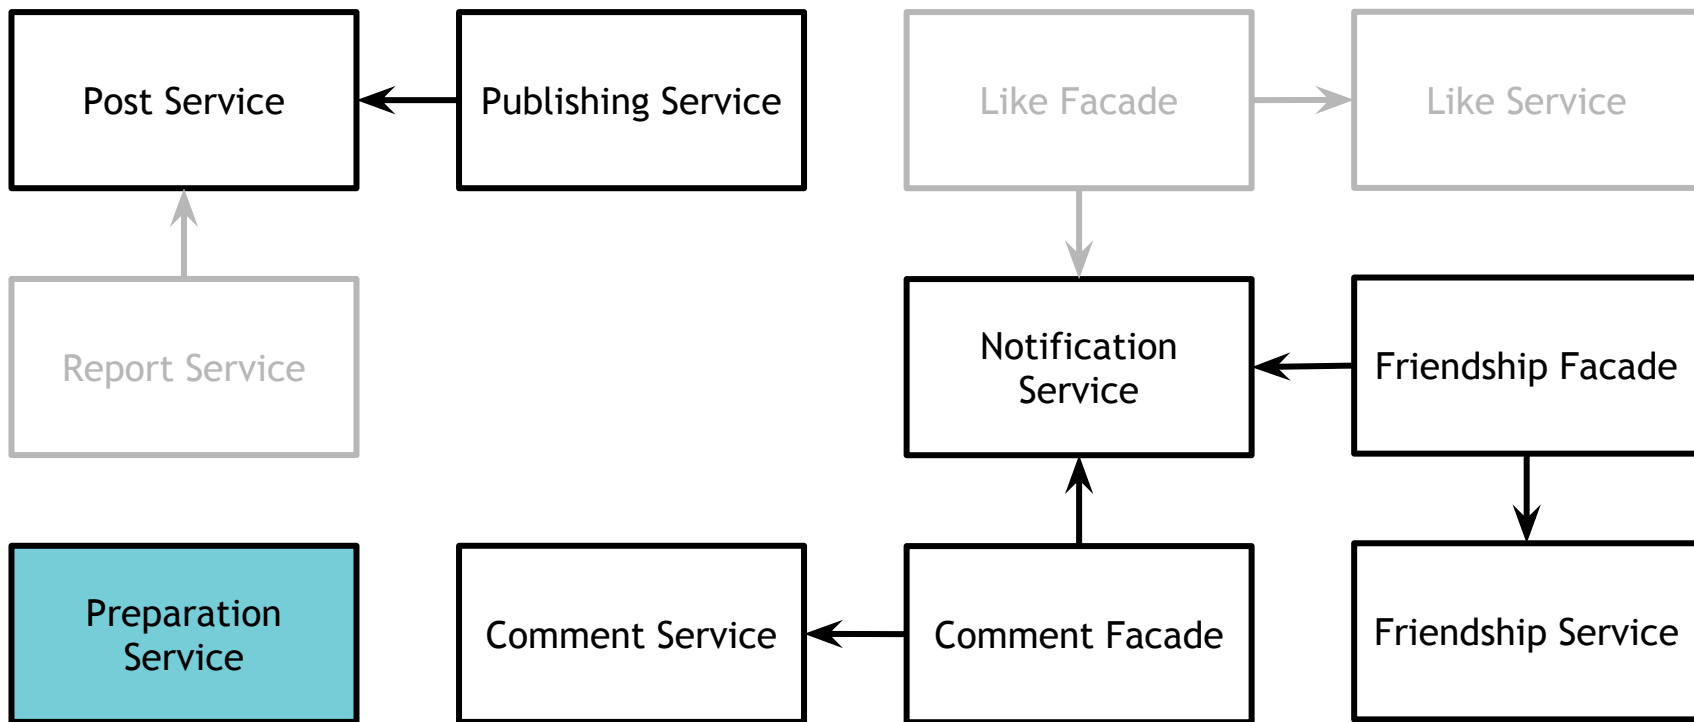 Post Service
Publishing Service
Like Facade
Like Service
Report Service
Notification
Service
Friendship Facade
Preparation
Service
Comment Service
Comment Facade
Friendship Service